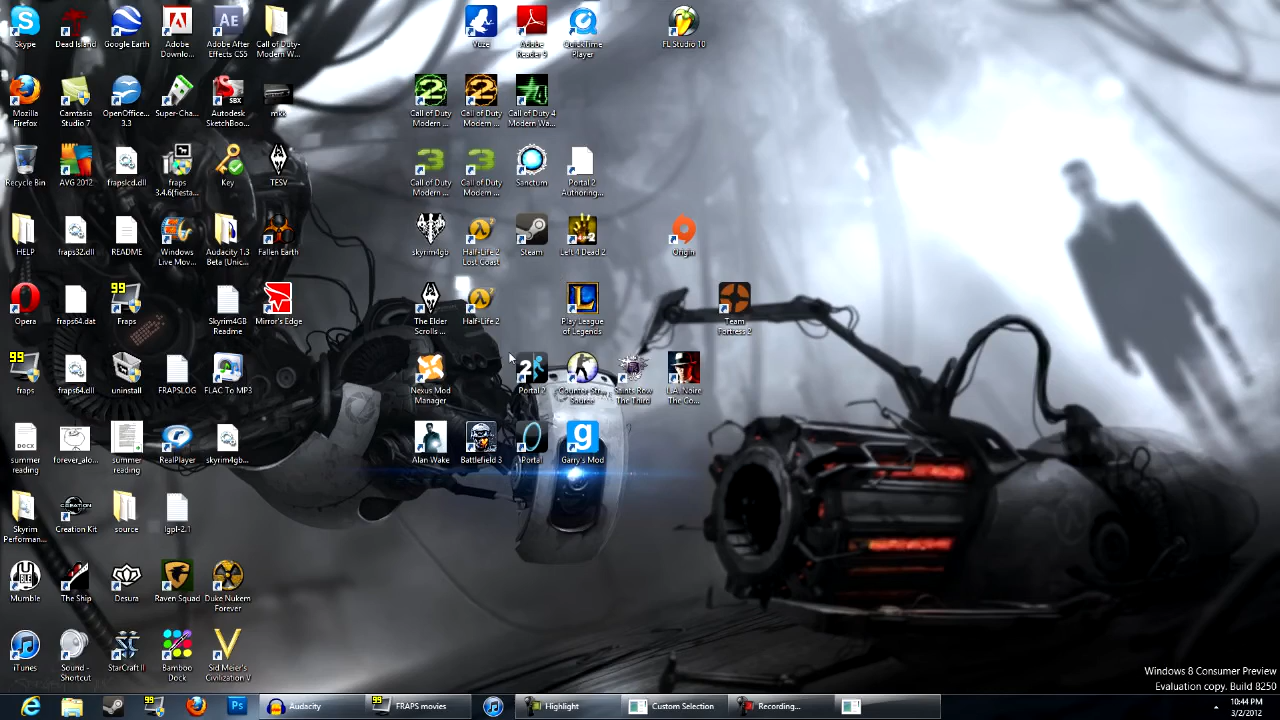 Skype
Dead Island
Google Earth
Adobe
Downlo...
Adobe After
Effects CS5
Call of Duty-
Modern W...
Vuze
Adobe
Reader 9
QuickTime
Player
FL Studio 10
Mozilla
Firefox
Camtasia
Studio 7
OpenOffice...
3.3
Super-Cha...
Autodesk
SketchBoo...
mkk
Call of Duty
Modern ...
Call of Duty
Modern ...
Call of Duty 4
Modern Wa...
Recycle Bin
AVG 2012
frapslcd.dll
fraps
3.4.6[fiesta...
Key
TESV
Call of Duty
Modern ...
Call of Duty
Modern ...
Sanctum
Portal 2
Authoring...
HELP
fraps32.dll
README
Windows
Live Mov...
Audacity 1.3
Beta (Unic...
Fallen Earth
skyrim4gb
Half-Life 2
Lost Coast
Steam
Left 4 Dead 2
Origin
Opera
fraps64.dat
99
Fraps
Skyrim4GB
Readme
Mirror's Edge
The Elder
Scrolls ...
Half-Life 2
Play League
of Legends
Team
Fortress 2
99
fraps
fraps64.dll
uninstall
FRAPSLOG
FLAC To MP3
Nexus Mod
Manager
Portal 2
Counter-Str...
Source
Saints Row
The Third
L.A. Noire
The Co...
summer
reading
forever_alo...
summer
reading
RealPlayer
skyrim4gb...
Alan Wake
Battlefield 3
Portal
Garry's Mod
Skyrim
Performan...
Creation Kit
source
lgpl-2.1
Mumble
The Ship
Desura
Raven Squad
Duke Nukem
Forever
iTunes
Sound -
Shortcut
StarCraft II
Bamboo
Dock
Sid Meier's
Civilization V
Windows 8 Consumer Preview
Evaluation copy. Build 8250
99
Ps
Audacity
99
FRAPS movies
Highlight
Custom Selection
Recording...
10:44 PM
3/2/2012